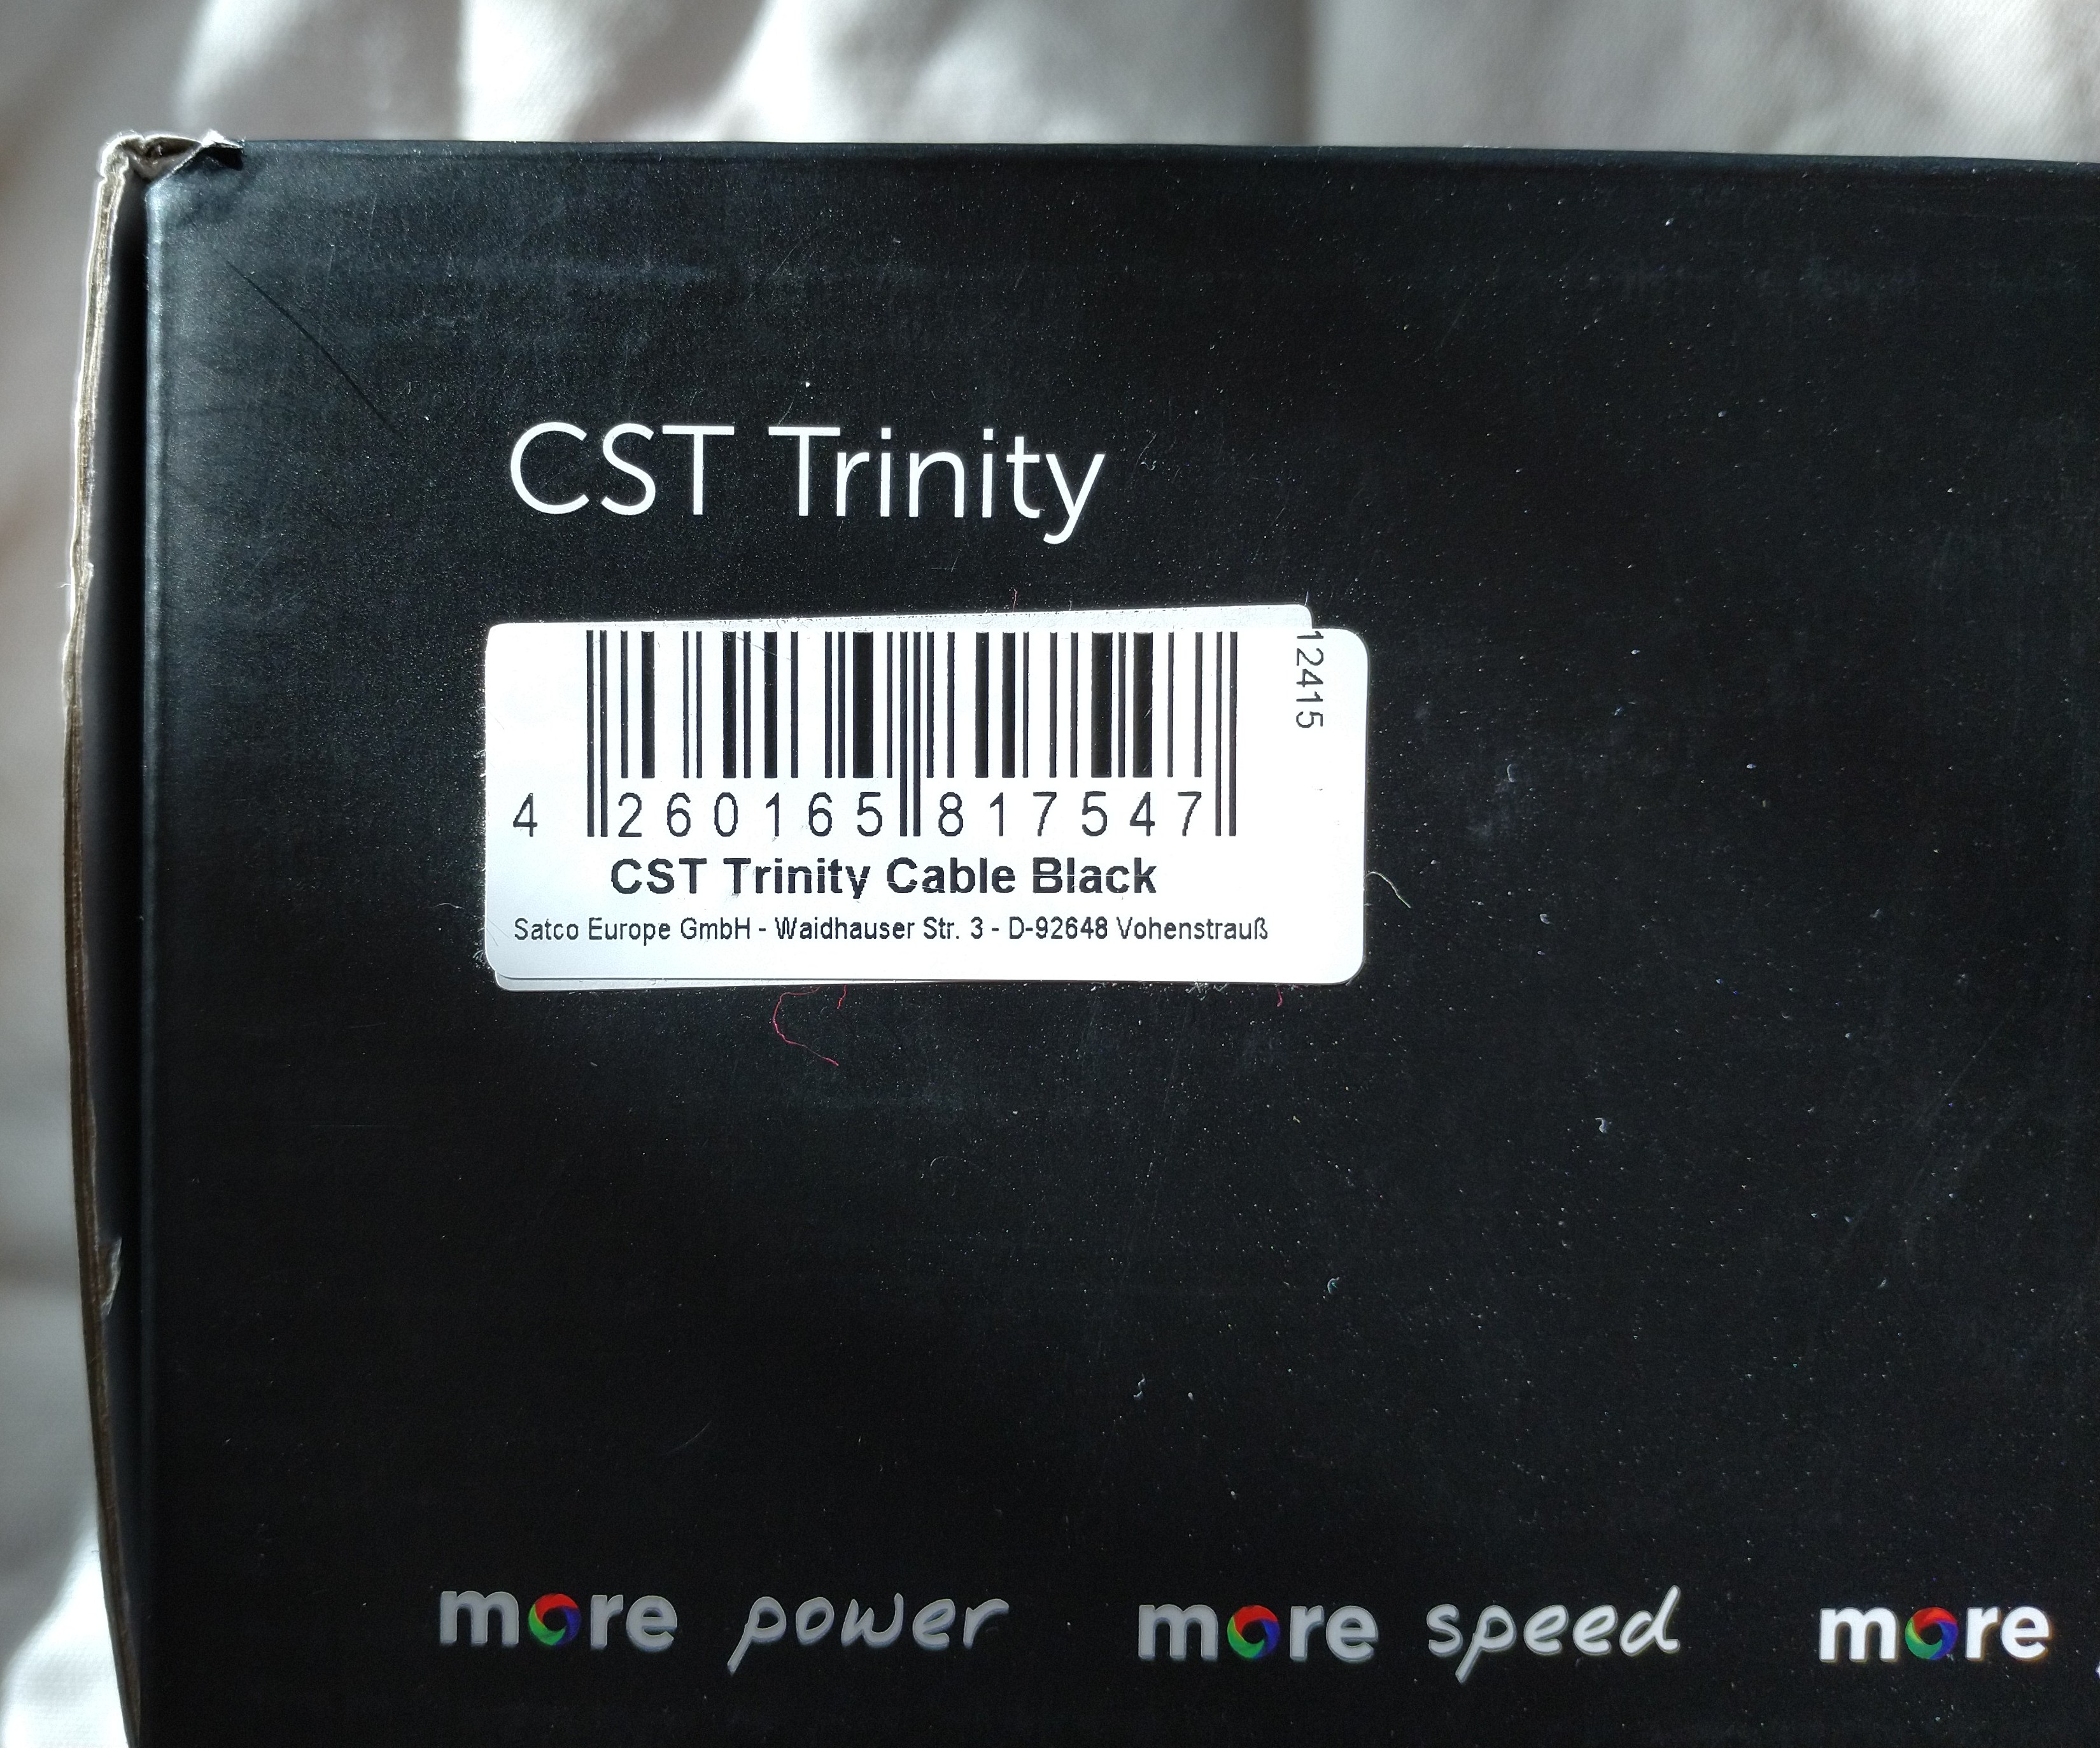 CST Trinity
12415
4 260165 817547
CST Trinity Cable Black
Satco Europe GmbH - Waidhauser Str. 3 - D-92648 Vohenstrauß
more power more speed more